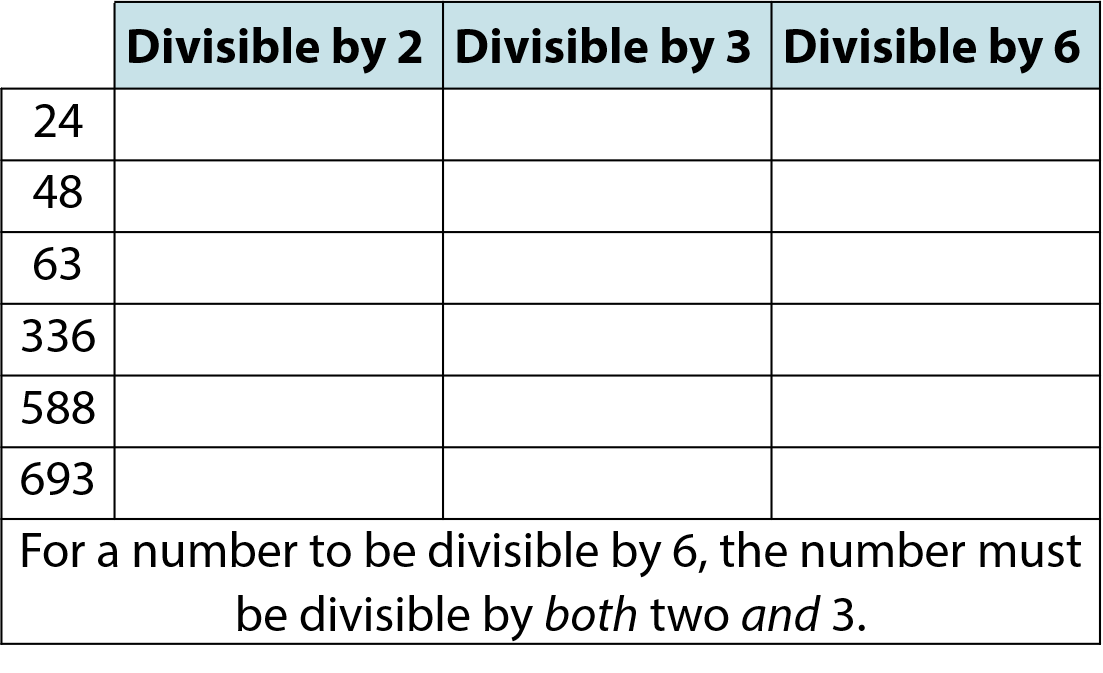 Divisible by 2 Divisible by 3 Divisible by 6
24
48
63
336
588
693
For a number to be divisible by 6, the number must
be divisible by both two and 3.